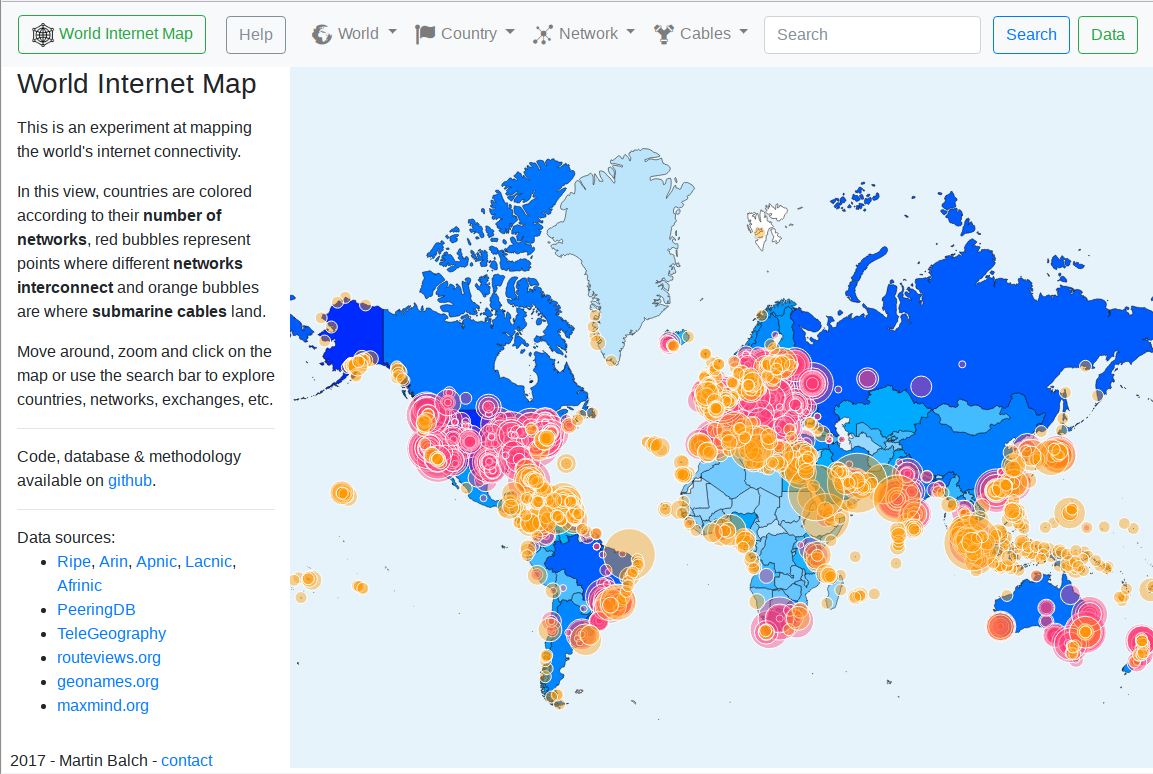 World Internet Map Help World Country Network Cables Search Search Data
World Internet Map
This is an experiment at mapping
the world's internet connectivity.
In this view, countries are colored
according to their number of
networks, red bubbles represent
points where different networks
interconnect and orange bubbles
are where submarine cables land.
Move around, zoom and click on the
map or use the search bar to explore
countries, networks, exchanges, etc.
Code, database & methodology
available on github.
Data sources:
Ripe, Arin, Apnic, Lacnic,
Afrinic
PeeringDB
TeleGeography
routeviews.org
geonames.org
maxmind.org
2017 - Martin Balch - contact